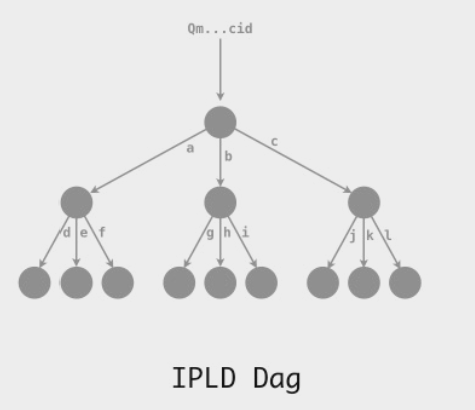 Qm...cid
a
b
c
d e f
g h i
j k l
IPLD Dag